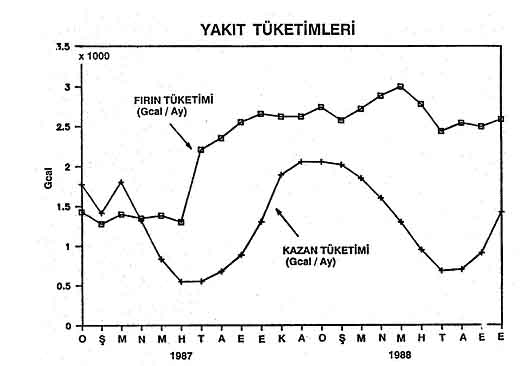 YAKIT TÜKETİMLERİ
3.5
x 1000
3
2.5
2
1.5
1
0.5
0
Gcal
FIRIN TÜKETİMİ
(Gcal / Ay)
KAZAN TÜKETİMİ
(Gcal / Ay)
O Ş M N M H T A E E K A O Ş M N M H T A E E
1987 1988